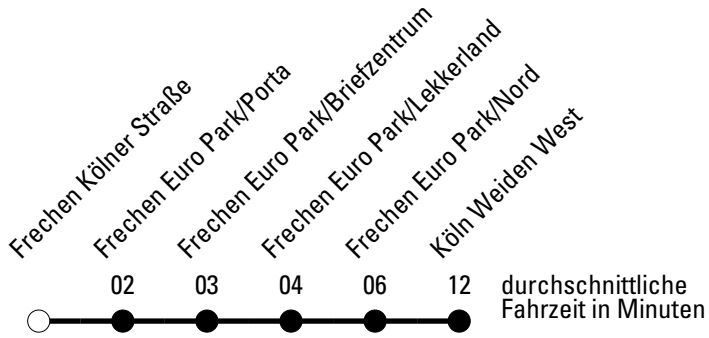 Frechen Kölner Straße
Frechen Euro Park/Porta
Frechen Euro Park/Briefzentrum
Frechen Euro Park/Lekkerland
Frechen Euro Park/Nord
Köln Weiden West
02 03 04 06 12 durchschnittliche
Fahrzeit in Minuten